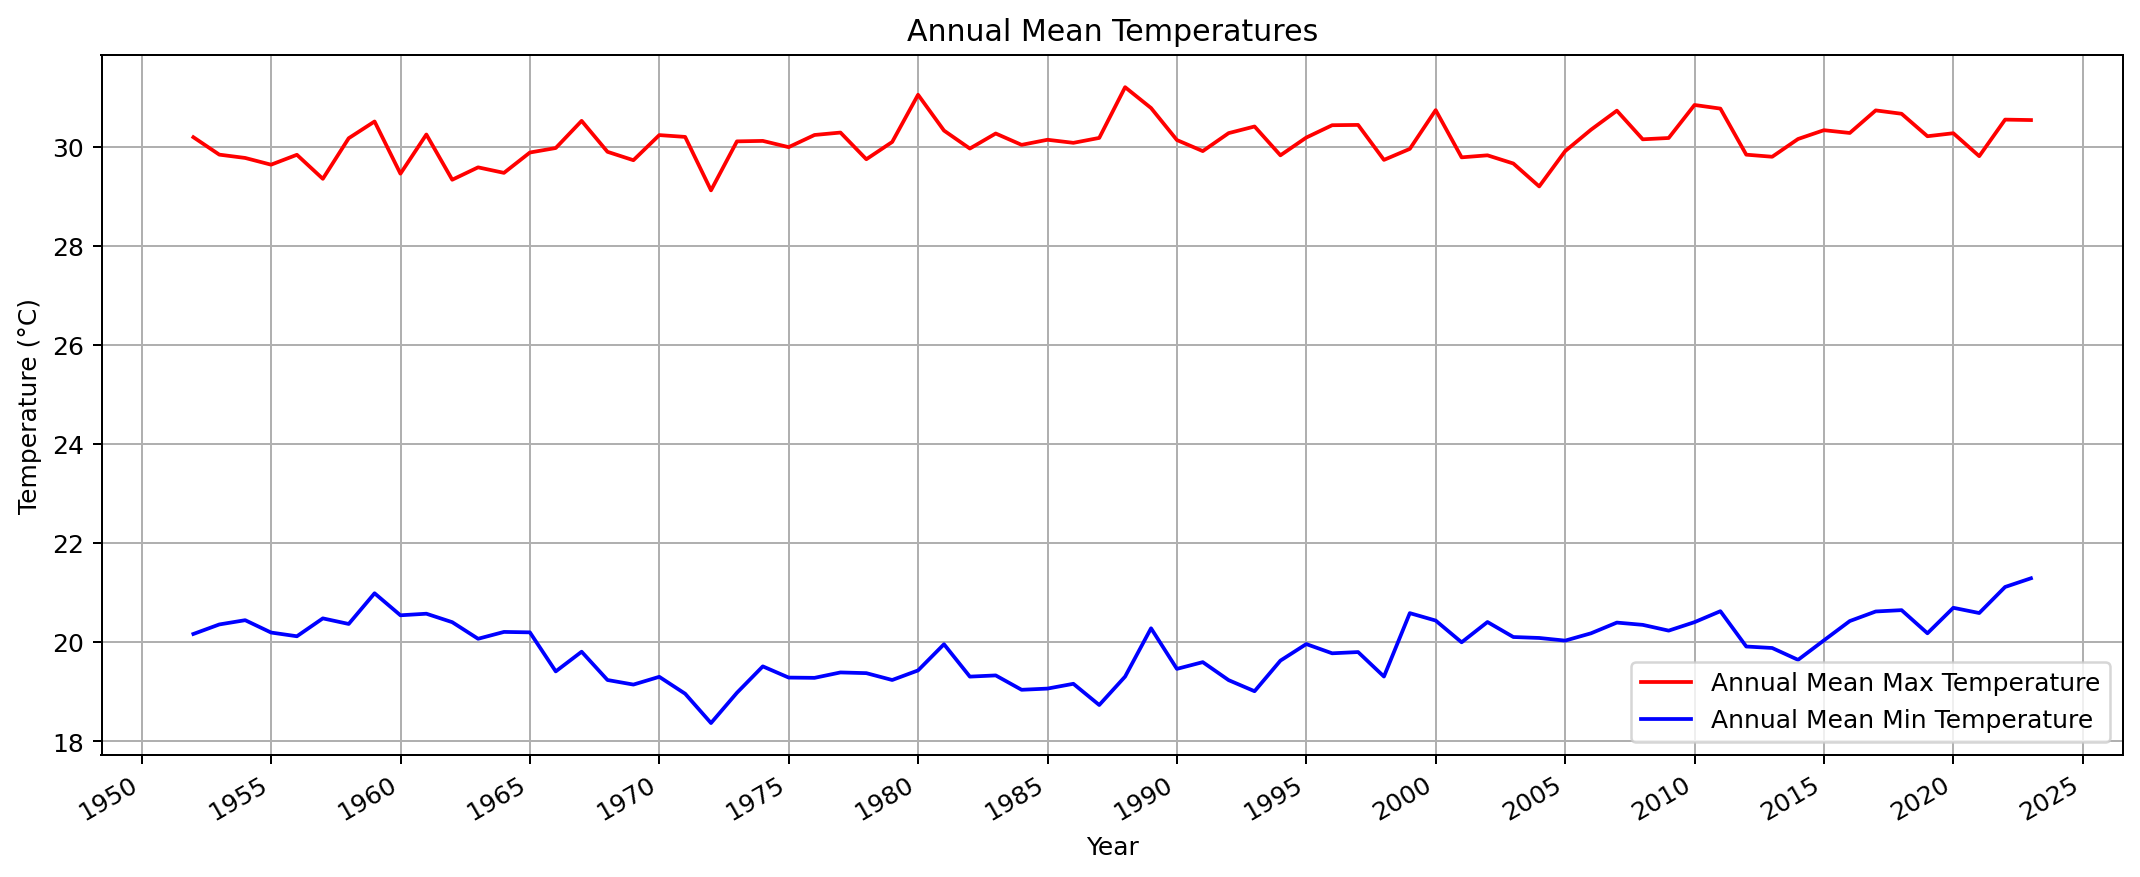 Annual Mean Temperatures
Temperature (°C)
30
28
26
24
22
20
18
Annual Mean Max Temperature
Annual Mean Min Temperature
1950 1955 1960 1965 1970 1975 1980 1985 1990 1995 2000 2005 2010 2015 2020 2025
Year